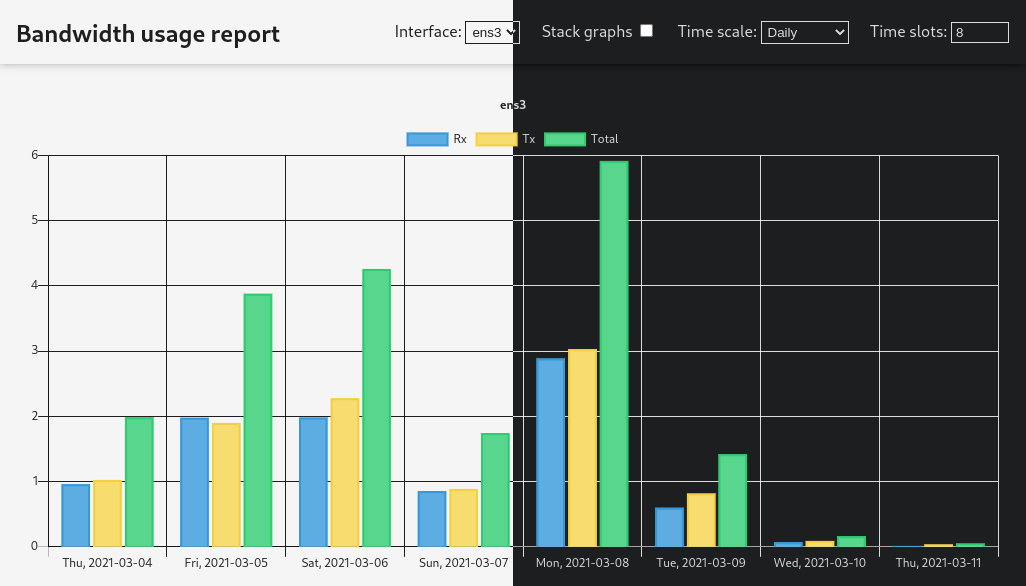 Bandwidth usage report Interface: ens3 Stack graphs Time scale: Daily Time slots: 8
ens3
Rx Tx Total
6
5
4
3
2
1
0
Thu, 2021-03-04 Fri, 2021-03-05 Sat, 2021-03-06 Sun, 2021-03-07 Mon, 2021-03-08 Tue, 2021-03-09 Wed, 2021-03-10 Thu, 2021-03-11